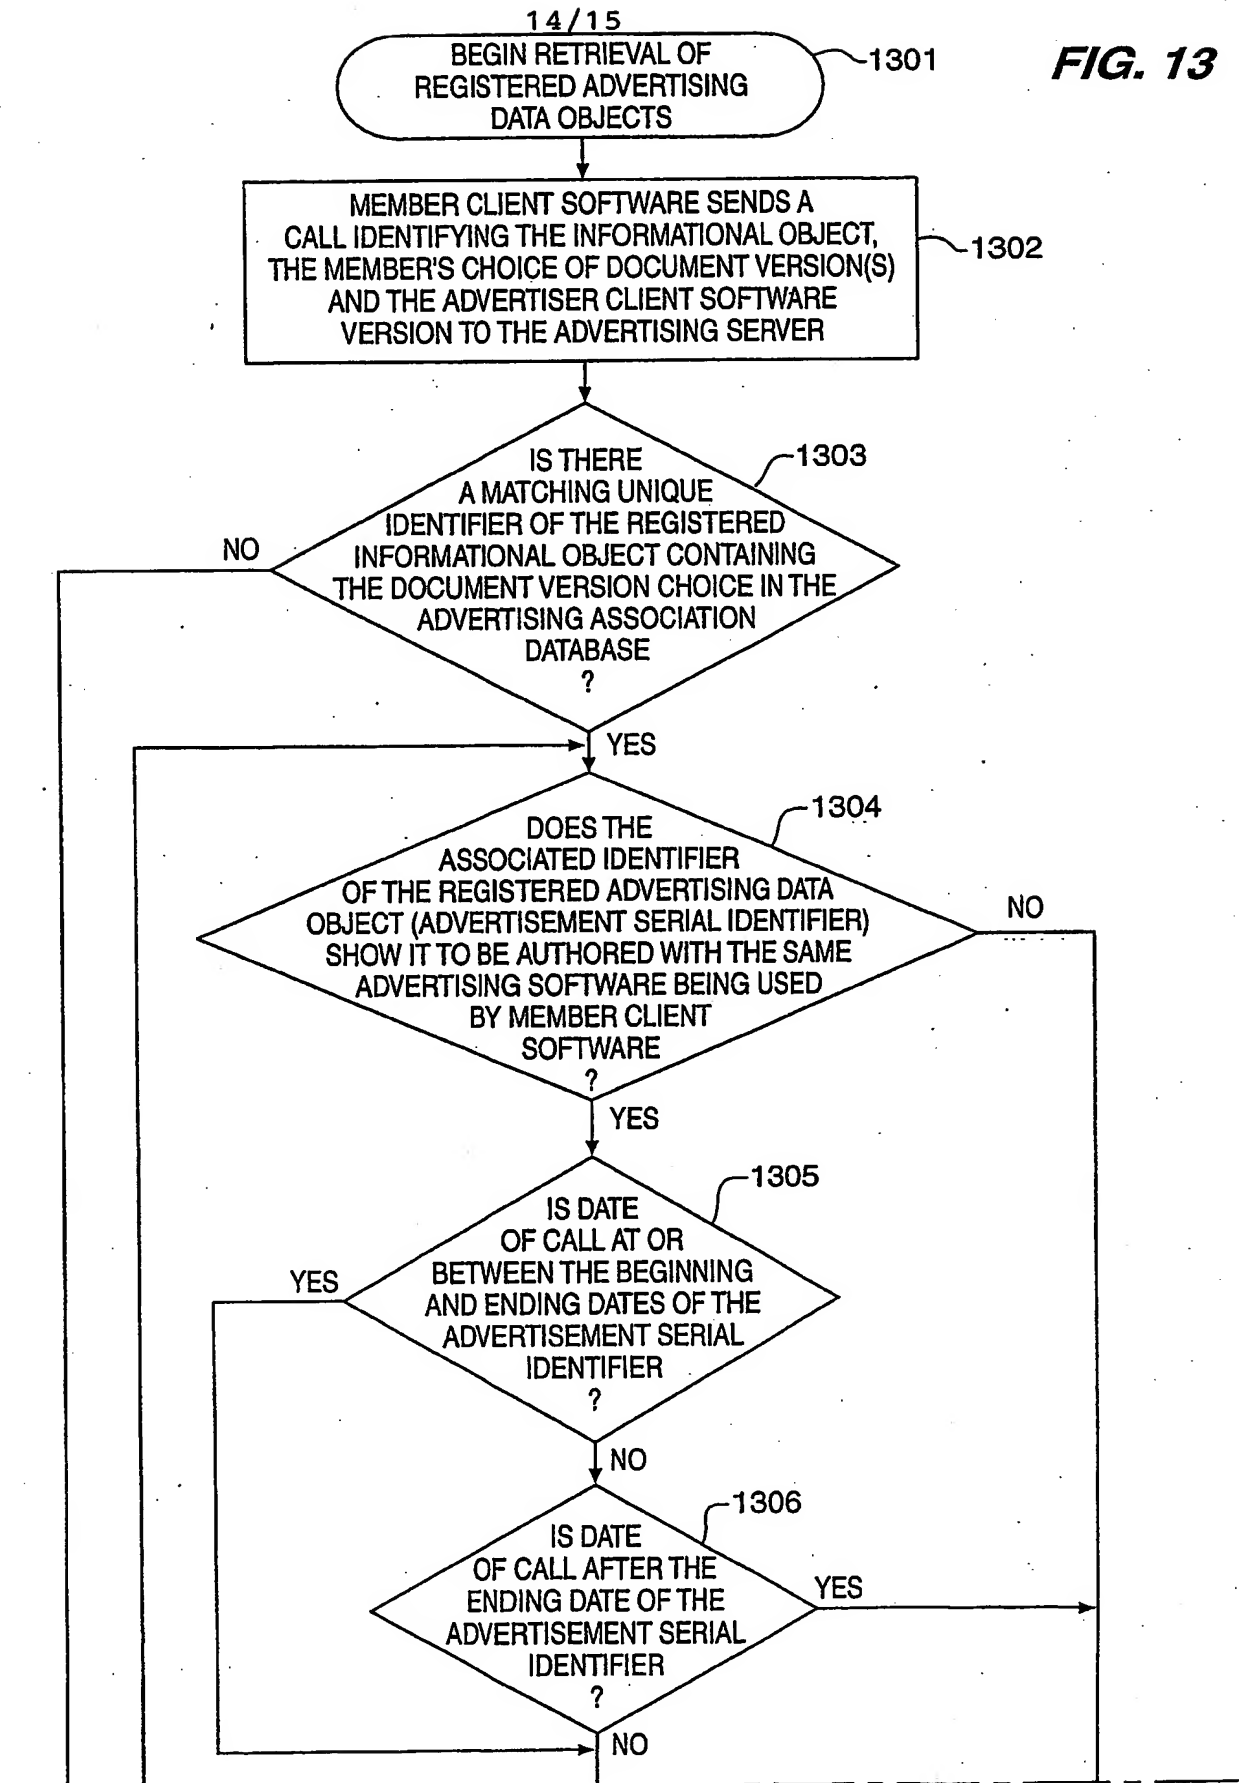 14/15
FIG. 13
BEGIN RETRIEVAL OF
REGISTERED ADVERTISING
DATA OBJECTS
1301
MEMBER CLIENT SOFTWARE SENDS A
CALL IDENTIFYING THE INFORMATIONAL OBJECT,
THE MEMBER'S CHOICE OF DOCUMENT VERSION(S)
AND THE ADVERTISER CLIENT SOFTWARE
VERSION TO THE ADVERTISING SERVER
1302
IS THERE
A MATCHING UNIQUE
IDENTIFIER OF THE REGISTERED
INFORMATIONAL OBJECT CONTAINING
THE DOCUMENT VERSION CHOICE IN THE
ADVERTISING ASSOCIATION
DATABASE
?
1303
NO
YES
DOES THE
ASSOCIATED IDENTIFIER
OF THE REGISTERED ADVERTISING DATA
OBJECT (ADVERTISEMENT SERIAL IDENTIFIER)
SHOW IT TO BE AUTHORED WITH THE SAME
ADVERTISING SOFTWARE BEING USED
BY MEMBER CLIENT
SOFTWARE
?
1304
NO
YES
IS DATE
OF CALL AT OR
BETWEEN THE BEGINNING
AND ENDING DATES OF THE
ADVERTISEMENT SERIAL
IDENTIFIER
?
1305
YES
NO
IS DATE
OF CALL AFTER THE
ENDING DATE OF THE
ADVERTISEMENT SERIAL
IDENTIFIER
?
1306
YES
NO